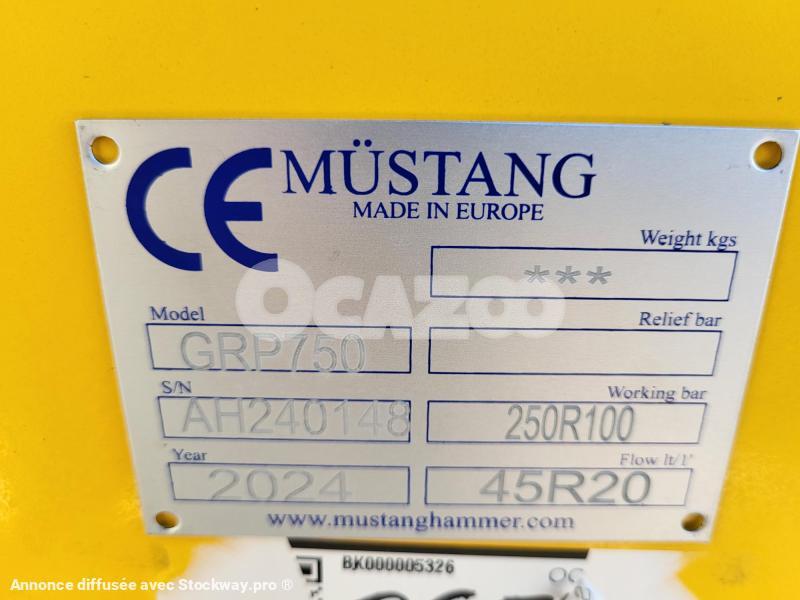 CE MÜSTANG
MADE IN EUROPE
Weight kgs
***
Model
GRP750
Relief bar
S/N
AH240148
Working bar
250R100
Year
2024
Flow lt/1'
45R20
www.mustanghammer.com
OCAZOO
BK000005326
Annonce diffusée avec Stockway.pro ®